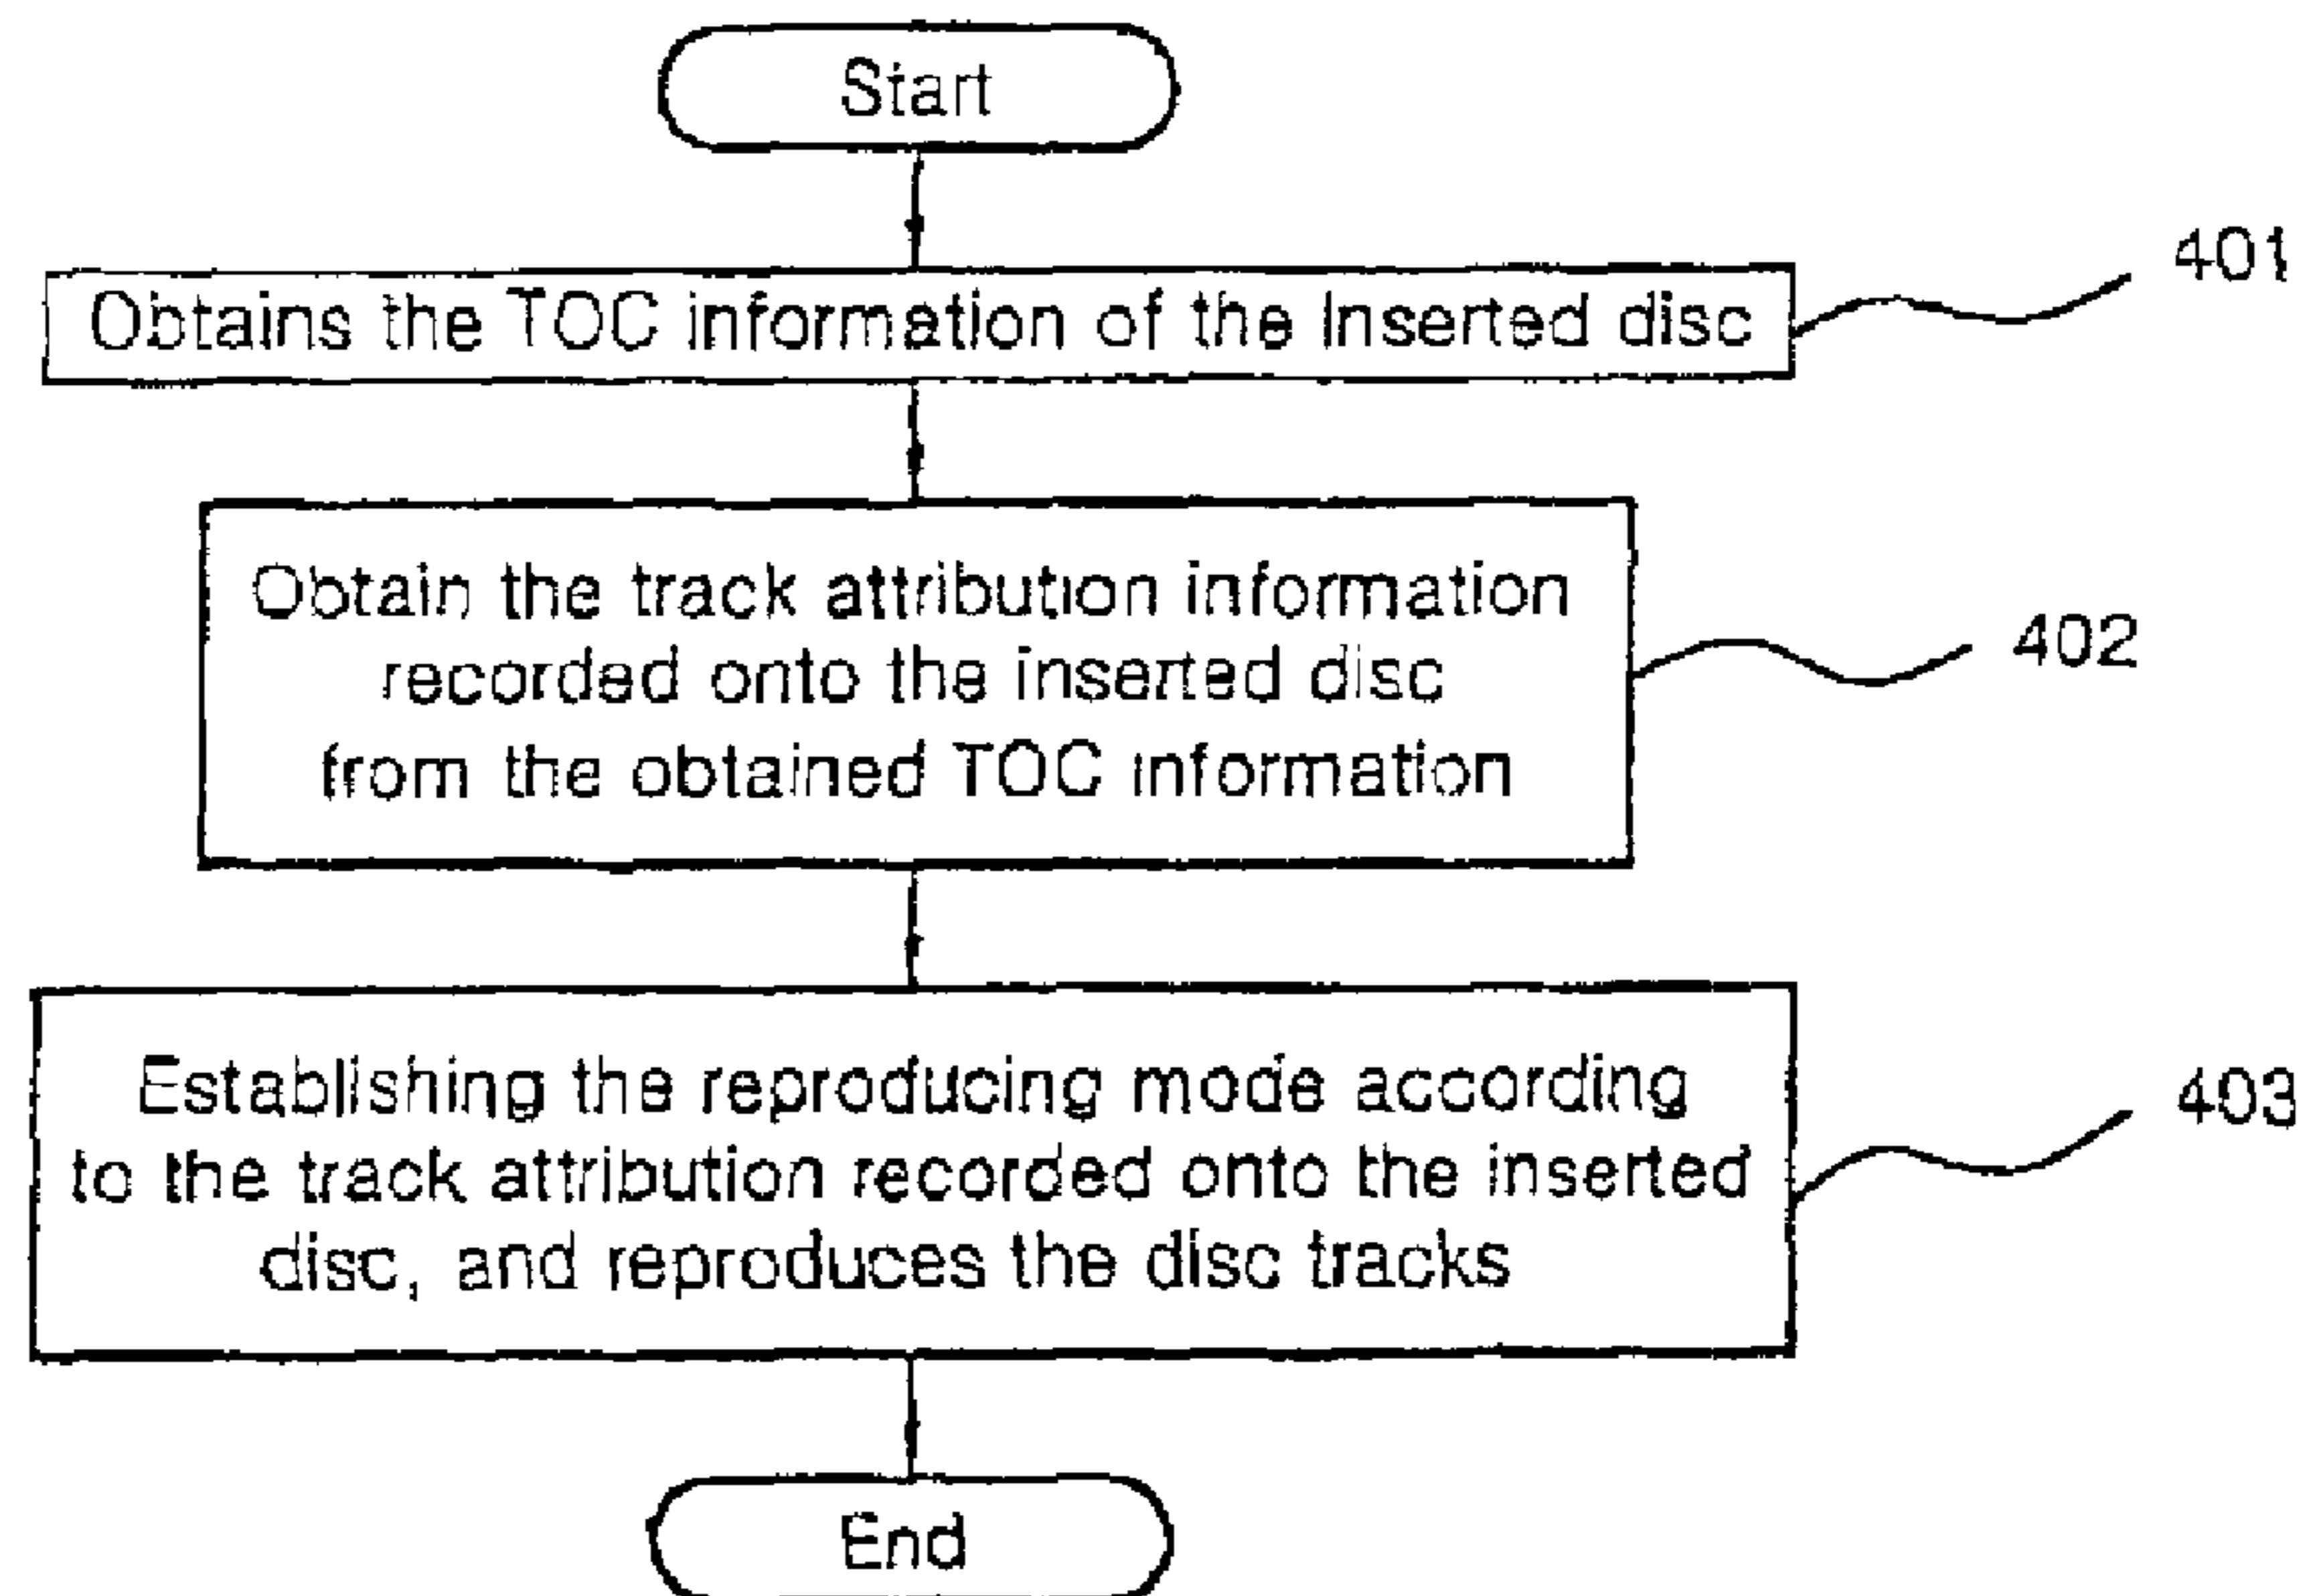 Start
Obtains the TOC information of the Inserted disc
401
Obtain the track attribution information
recorded onto the inserted disc
from the obtained TOC information
402
Establishing the reproducing mode according
to the track attribution recorded onto the inserted
disc, and reproduces the disc tracks
403
End